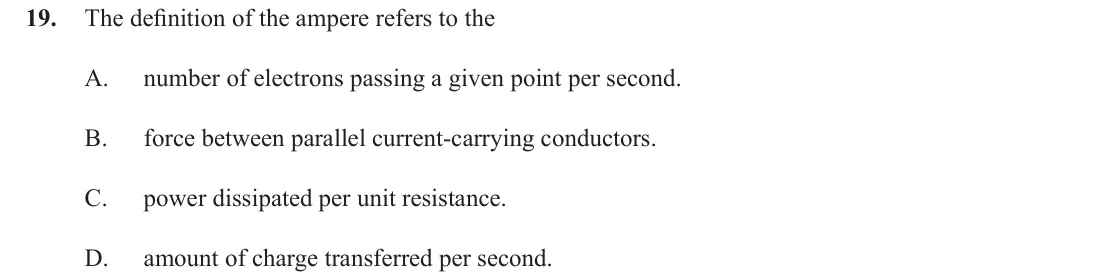 19. The definition of the ampere refers to the
A. number of electrons passing a given point per second.
B. force between parallel current-carrying conductors.
C. power dissipated per unit resistance.
D. amount of charge transferred per second.